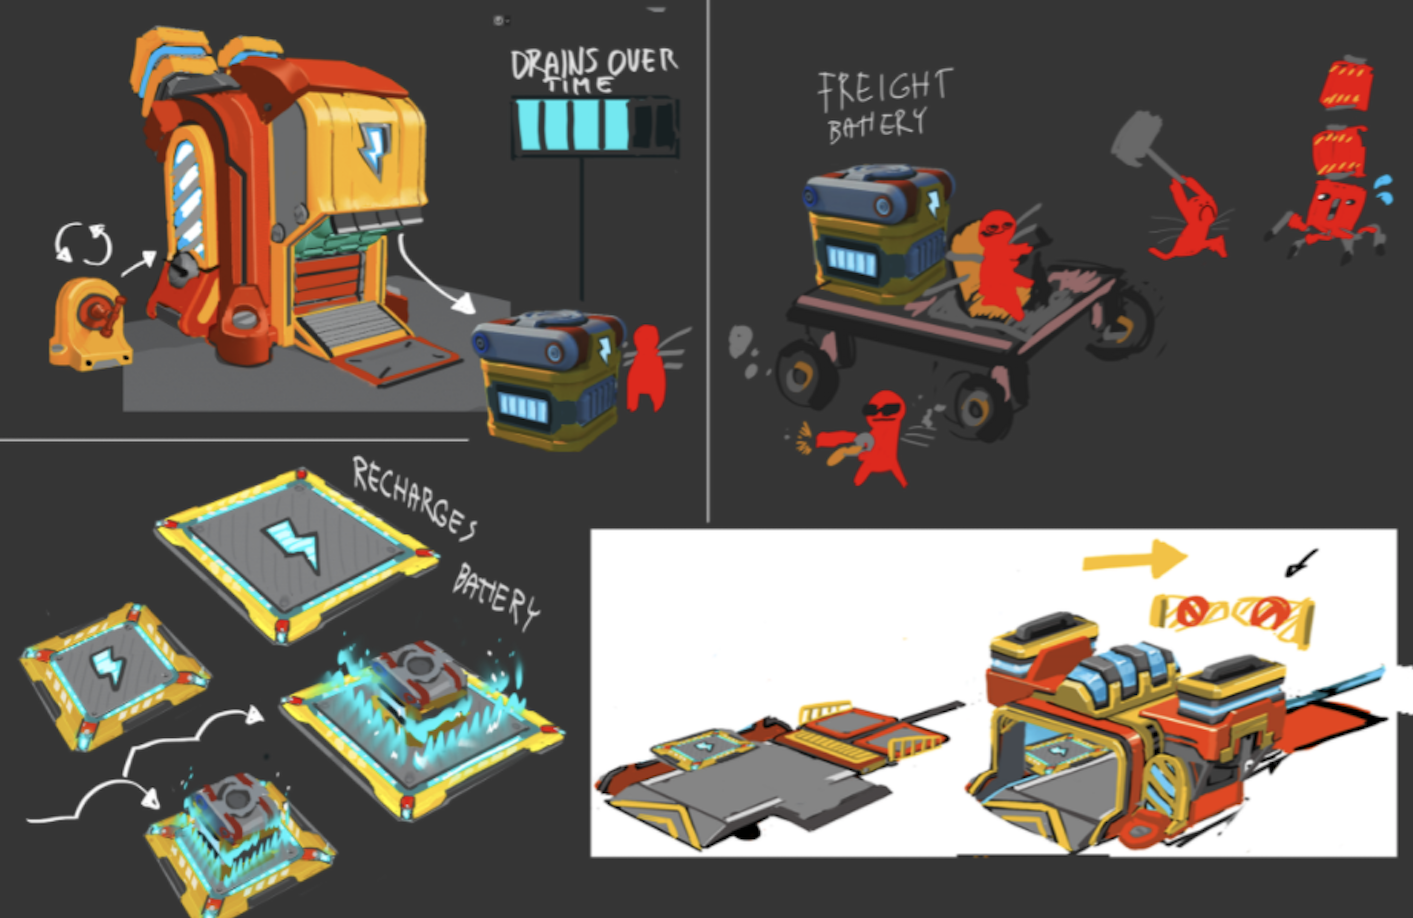 DRAINS OVER
TIME
FREIGHT
BATTERY
RECHARGES
BATTERY